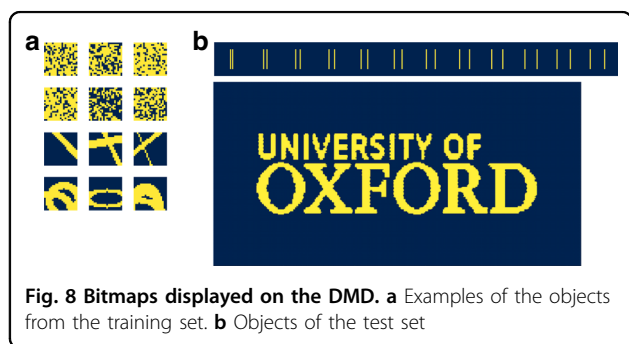 a
b
UNIVERSITY OF
OXFORD
Fig. 8 Bitmaps displayed on the DMD. a Examples of the objects
from the training set. b Objects of the test set